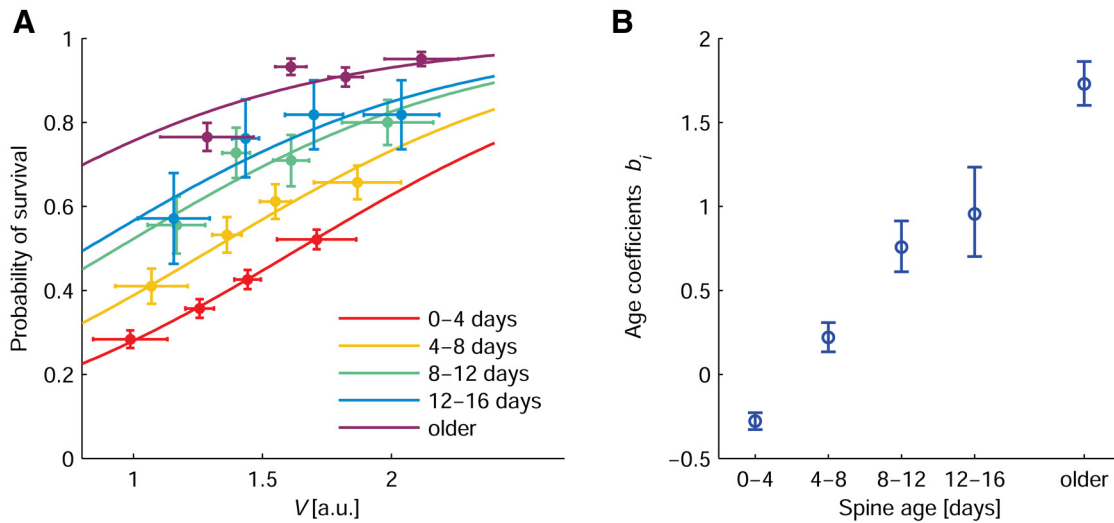 A
Probability of survival
1
0.8
0.6
0.4
0.2
0
1
1.5
2
V [a.u.]
0–4 days
4–8 days
8–12 days
12–16 days
older
B
Age coefficients b_i
2
1.5
1
0.5
0
−0.5
0–4
4–8
8–12
12–16
older
Spine age [days]